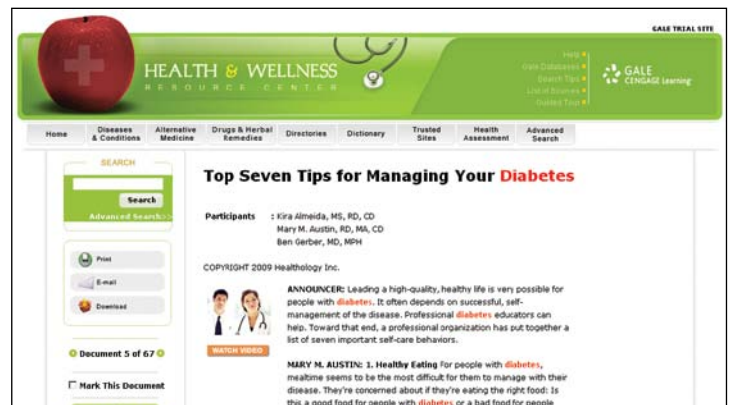 GALE TRIAL SITE
HEALTH & WELLNESS
RESOURCE CENTER
Help
Gale Databases
Search Tips
List of Sources
Guided Tour
GALE
CENGAGE Learning
Home
Diseases
& Conditions
Alternative
Medicine
Drugs & Herbal
Remedies
Directories
Dictionary
Trusted
Sites
Health
Assessment
Advanced
Search
SEARCH
Search
Advanced Search>>
Print
E-mail
Download
Document 5 of 67
Mark This Document
Top Seven Tips for Managing Your Diabetes
Participants : Kira Almeida, MS, RD, CD
Mary M. Austin, RD, MA, CD
Ben Gerber, MD, MPH
COPYRIGHT 2009 Healthology Inc.
WATCH VIDEO
ANNOUNCER: Leading a high-quality, healthy life is very possible for
people with diabetes. It often depends on successful, self-
management of the disease. Professional diabetes educators can
help. Toward that end, a professional organization has put together a
list of seven important self-care behaviors.
MARY M. AUSTIN: 1. Healthy Eating For people with diabetes,
mealtime seems to be the most difficult for them to manage with their
disease. They're concerned about if they're eating the right food: Is
this a good food for people with diabetes or a bad food for people